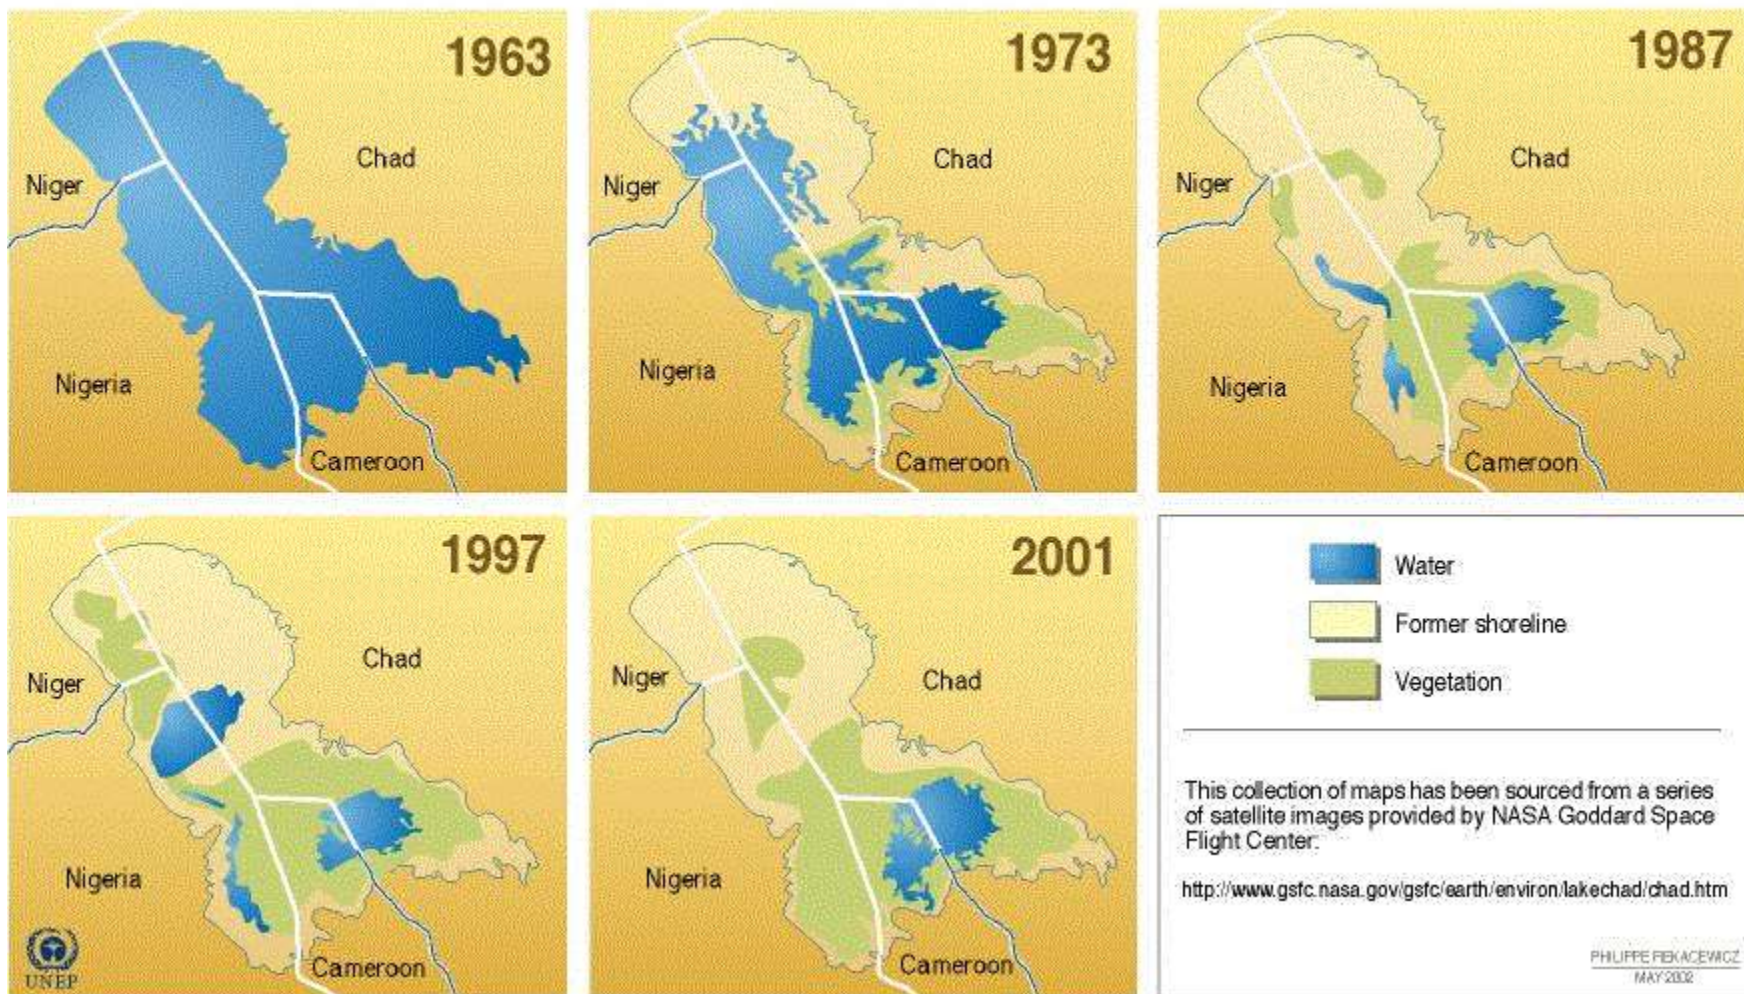 1963
Chad
Niger
Nigeria
Cameroon
1973
Chad
Niger
Nigeria
Cameroon
1987
Chad
Niger
Nigeria
Cameroon
1997
Chad
Niger
Nigeria
Cameroon
UNEP
2001
Chad
Niger
Nigeria
Cameroon
Water
Former shoreline
Vegetation
This collection of maps has been sourced from a series
of satellite images provided by NASA Goddard Space
Flight Center:
http://www.gsfc.nasa.gov/gsfc/earth/environ/lakechad/chad.htm
PHILIPPE REKACEWICZ
MAY 2002